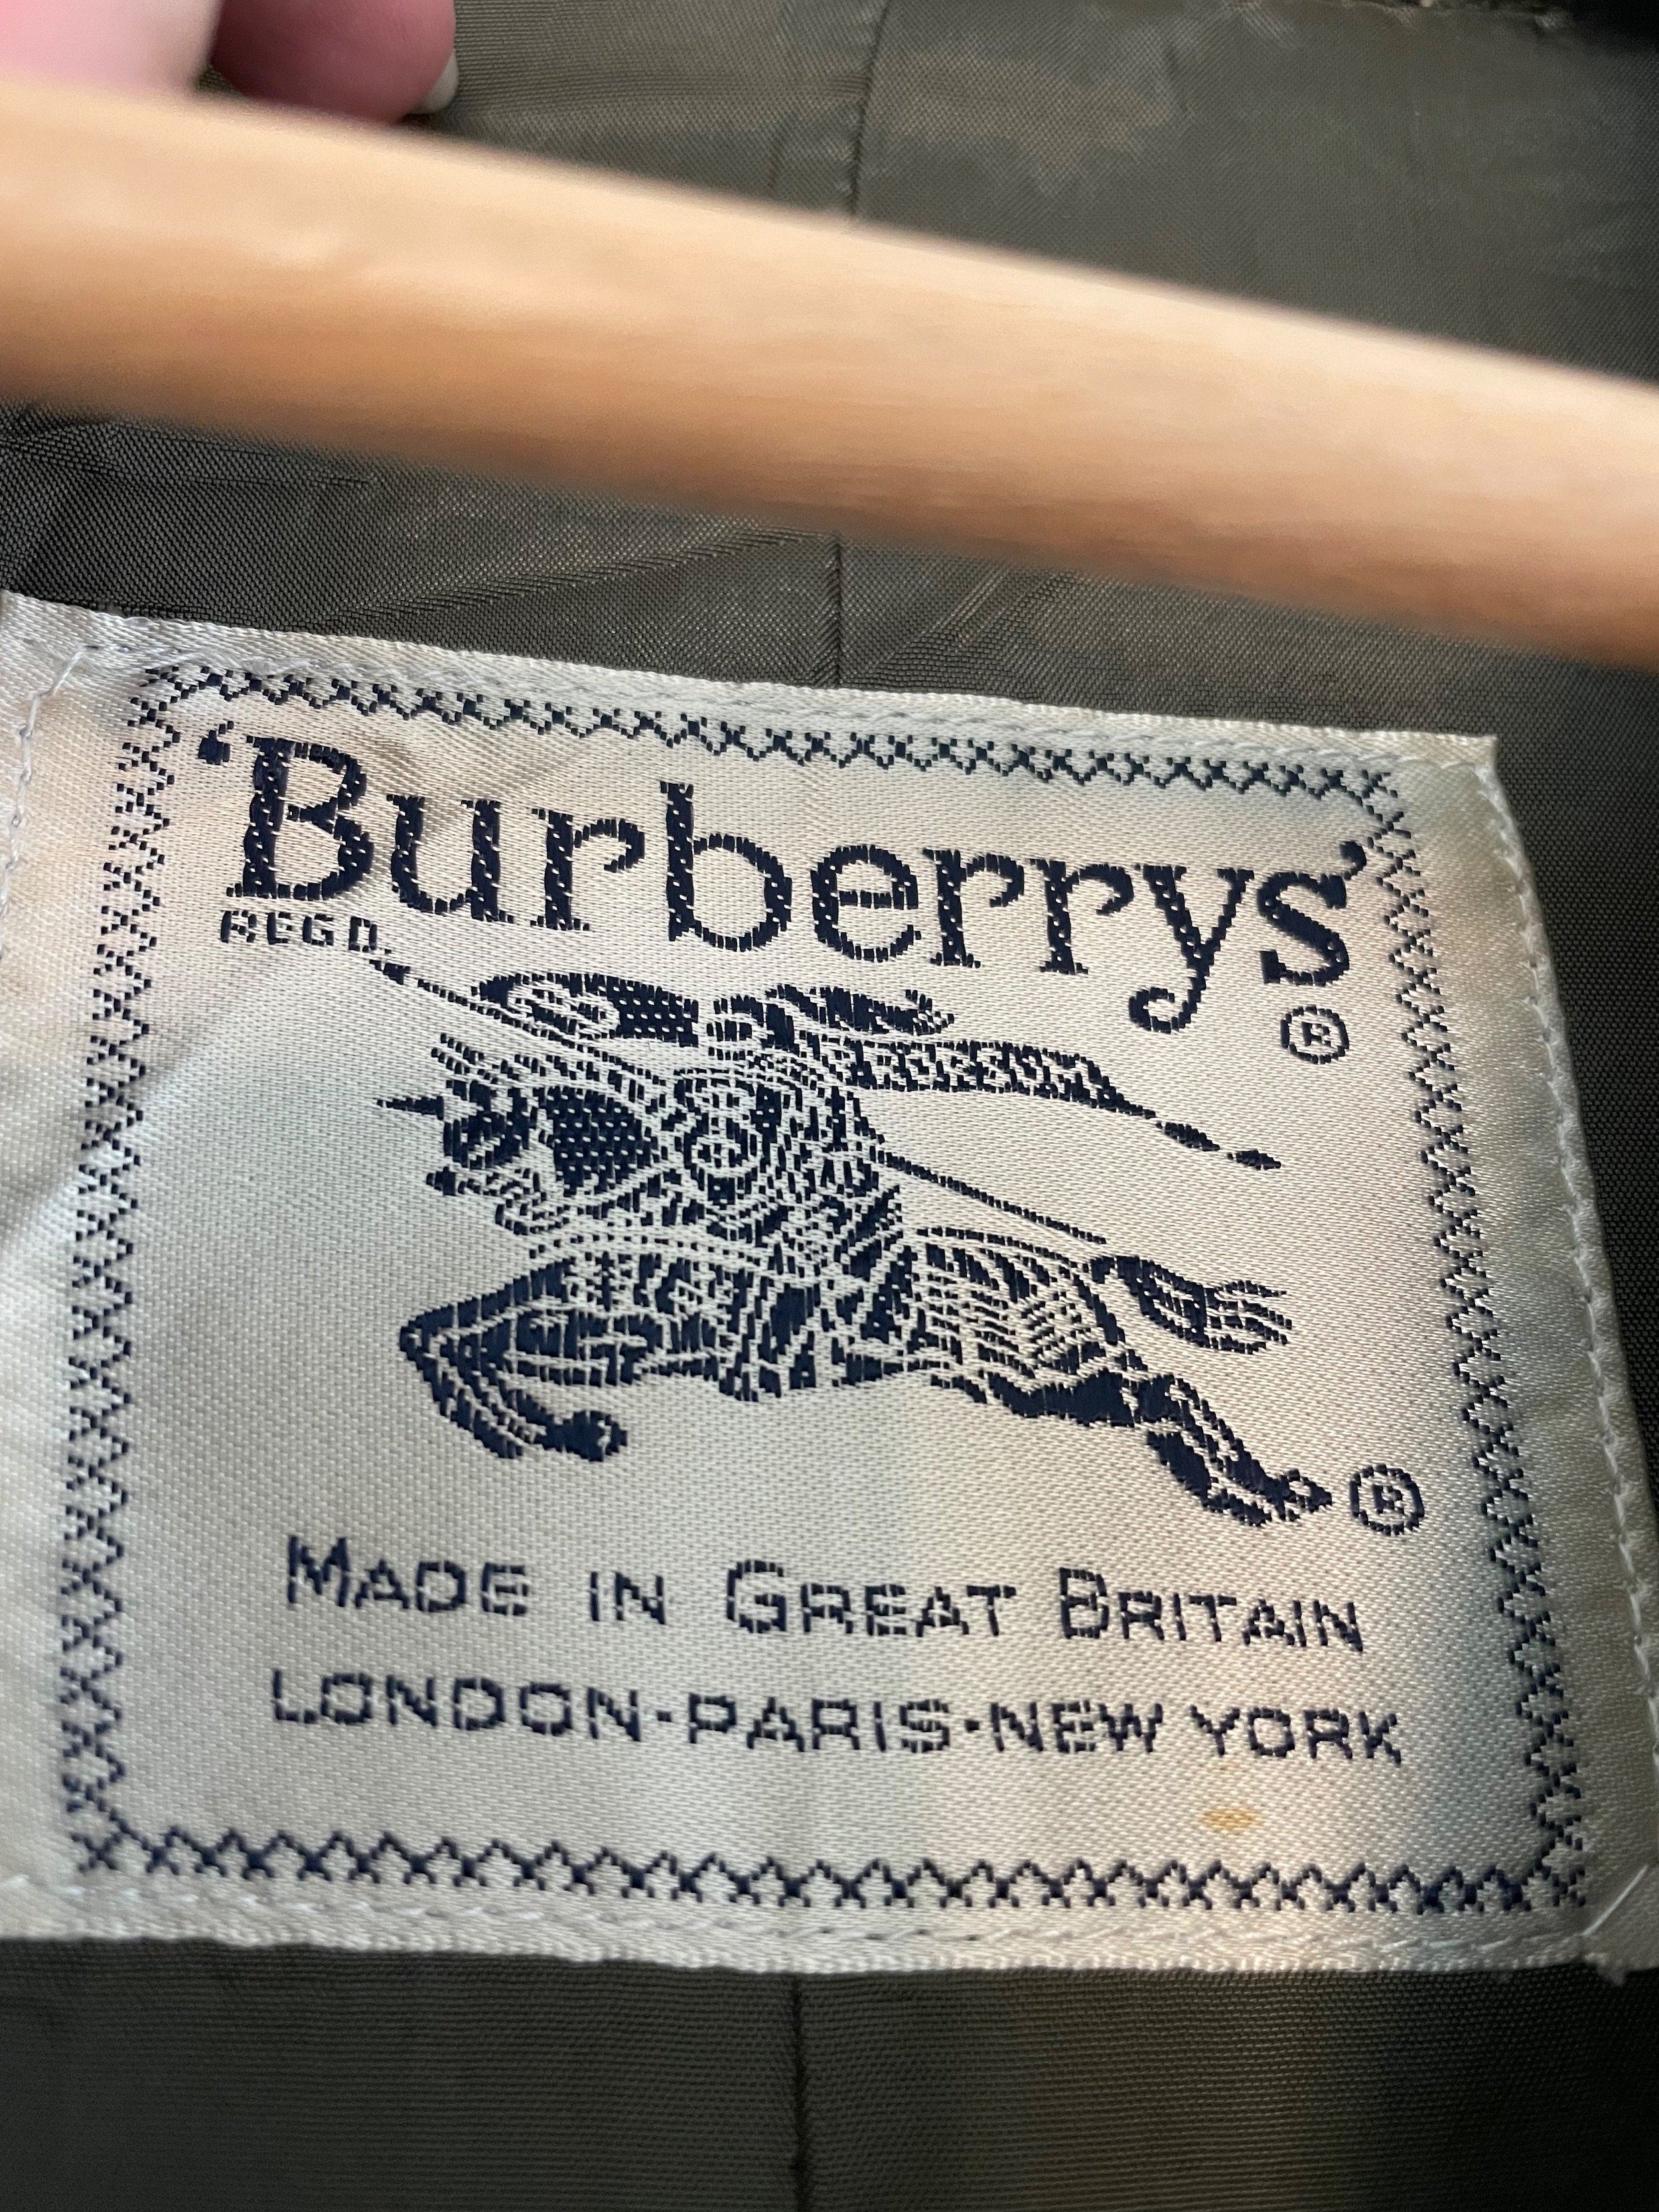 ‘Burberrys’
REGD.
®
®
MADE IN GREAT BRITAIN
LONDON·PARIS·NEW YORK